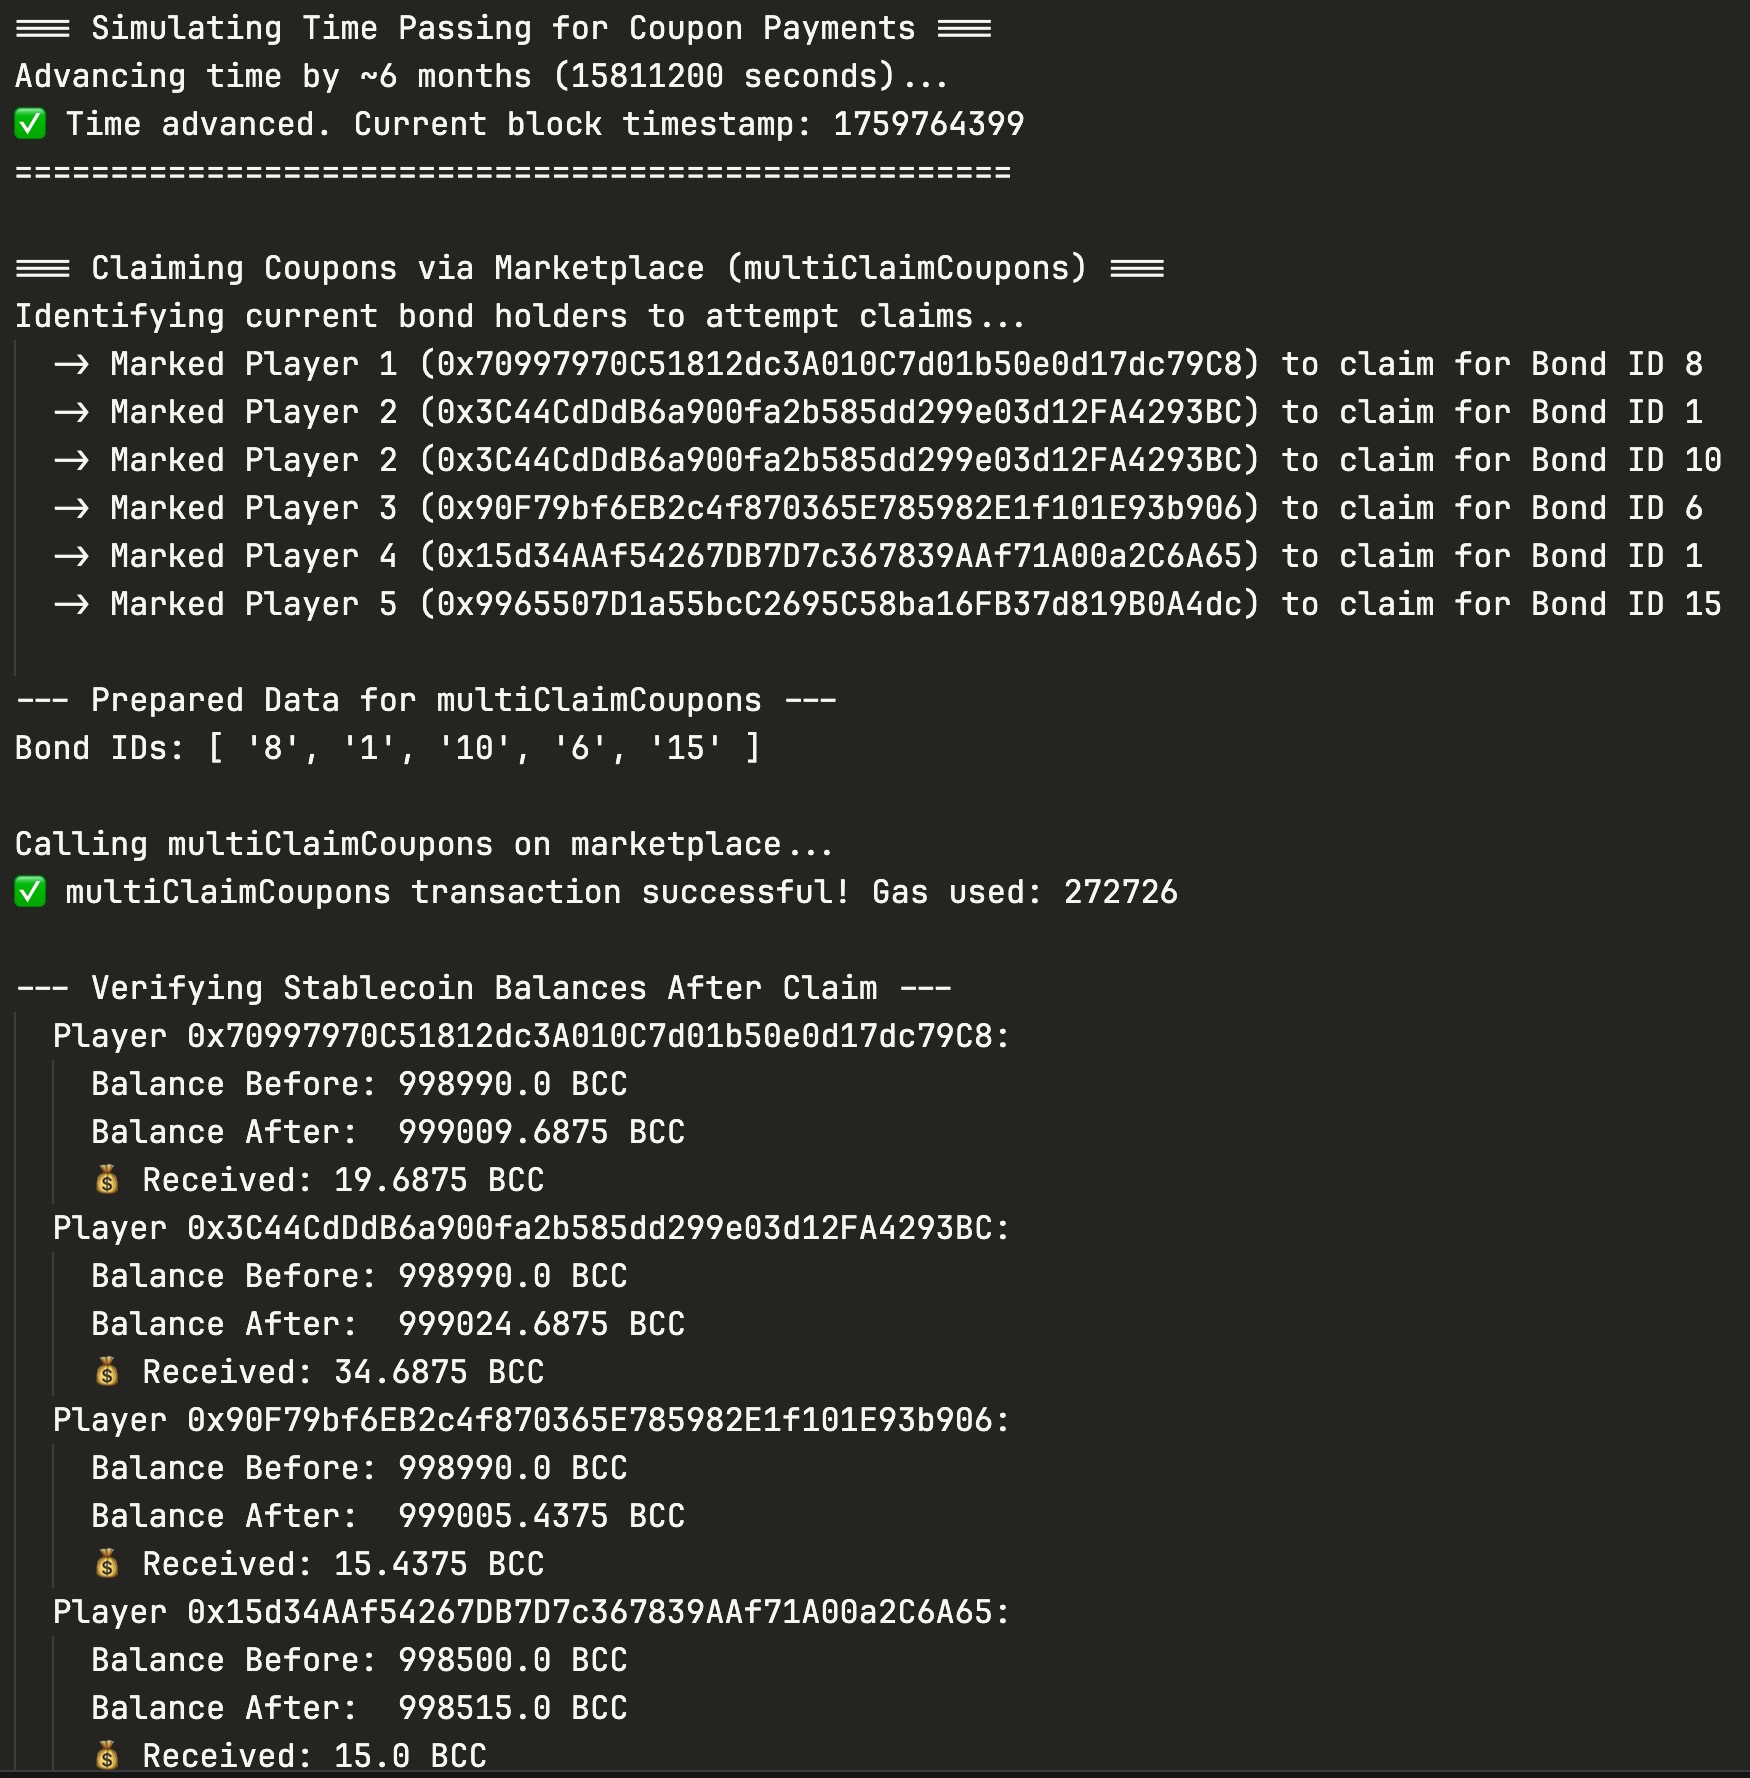 === Simulating Time Passing for Coupon Payments ===
Advancing time by ~6 months (15811200 seconds)...
✅ Time advanced. Current block timestamp: 1759764399
====================================================
=== Claiming Coupons via Marketplace (multiClaimCoupons) ===
Identifying current bond holders to attempt claims...
-> Marked Player 1 (0x70997970C51812dc3A010C7d01b50e0d17dc79C8) to claim for Bond ID 8
-> Marked Player 2 (0x3C44CdDdB6a900fa2b585dd299e03d12FA4293BC) to claim for Bond ID 1
-> Marked Player 2 (0x3C44CdDdB6a900fa2b585dd299e03d12FA4293BC) to claim for Bond ID 10
-> Marked Player 3 (0x90F79bf6EB2c4f870365E785982E1f101E93b906) to claim for Bond ID 6
-> Marked Player 4 (0x15d34AAf54267DB7D7c367839AAf71A00a2C6A65) to claim for Bond ID 1
-> Marked Player 5 (0x9965507D1a55bcC2695C58ba16FB37d819B0A4dc) to claim for Bond ID 15
--- Prepared Data for multiClaimCoupons ---
Bond IDs: [ '8', '1', '10', '6', '15' ]
Calling multiClaimCoupons on marketplace...
✅ multiClaimCoupons transaction successful! Gas used: 272726
--- Verifying Stablecoin Balances After Claim ---
Player 0x70997970C51812dc3A010C7d01b50e0d17dc79C8:
Balance Before: 998990.0 BCC
Balance After:  999009.6875 BCC
💰 Received: 19.6875 BCC
Player 0x3C44CdDdB6a900fa2b585dd299e03d12FA4293BC:
Balance Before: 998990.0 BCC
Balance After:  999024.6875 BCC
💰 Received: 34.6875 BCC
Player 0x90F79bf6EB2c4f870365E785982E1f101E93b906:
Balance Before: 998990.0 BCC
Balance After:  999005.4375 BCC
💰 Received: 15.4375 BCC
Player 0x15d34AAf54267DB7D7c367839AAf71A00a2C6A65:
Balance Before: 998500.0 BCC
Balance After:  998515.0 BCC
💰 Received: 15.0 BCC